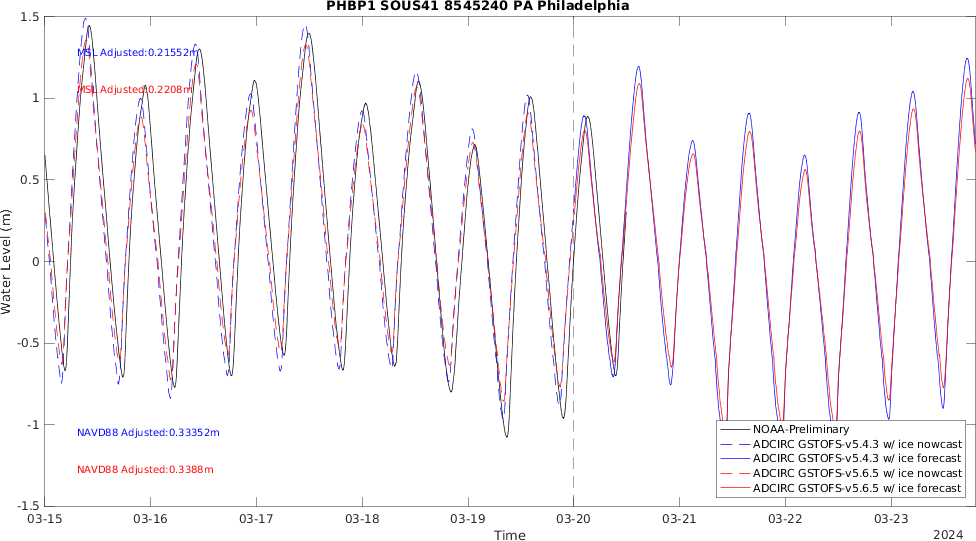 PHBP1 SOUS41 8545240 PA Philadelphia
1.5
MSL Adjusted:0.21552m
MSL Adjusted:0.2208m
1
0.5
0
-0.5
-1
-1.5
Water Level (m)
NAVD88 Adjusted:0.33352m
NAVD88 Adjusted:0.3388m
NOAA-Preliminary
ADCIRC GSTOFS-v5.4.3 w/ ice nowcast
ADCIRC GSTOFS-v5.4.3 w/ ice forecast
ADCIRC GSTOFS-v5.6.5 w/ ice nowcast
ADCIRC GSTOFS-v5.6.5 w/ ice forecast
03-15 03-16 03-17 03-18 03-19 03-20 03-21 03-22 03-23
Time
2024